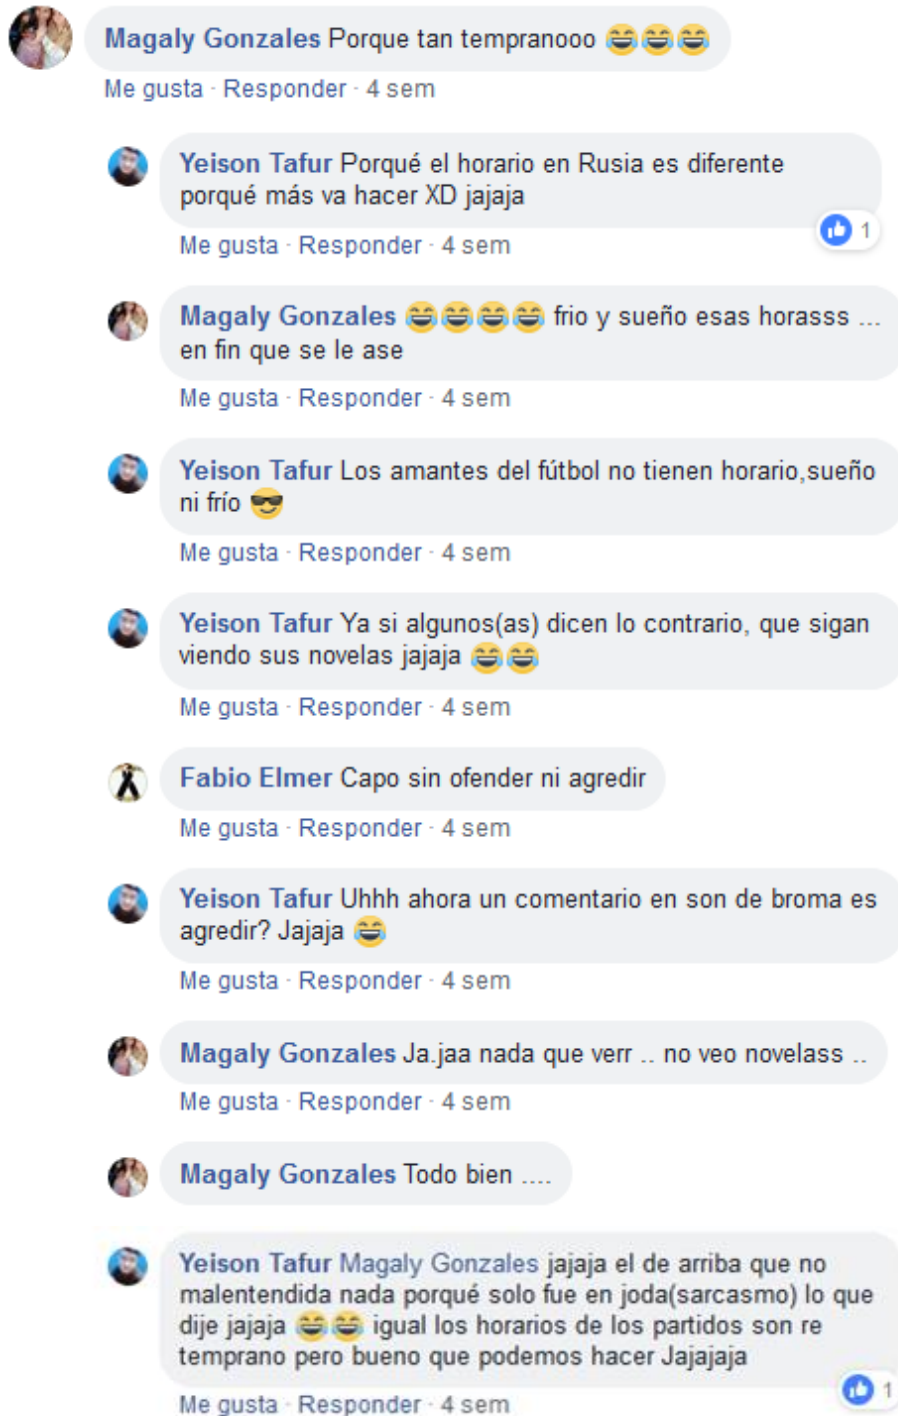 Magaly Gonzales Porque tan tempranooo 😂😂😂
Me gusta · Responder · 4 sem
Yeison Tafur Porqué el horario en Rusia es diferente
porqué más va hacer XD jajaja
1
Me gusta · Responder · 4 sem
Magaly Gonzales 😂😂😂😂 frio y sueño esas horasss ...
en fin que se le ase
Me gusta · Responder · 4 sem
Yeison Tafur Los amantes del fútbol no tienen horario,sueño
ni frío 😎
Me gusta · Responder · 4 sem
Yeison Tafur Ya si algunos(as) dicen lo contrario, que sigan
viendo sus novelas jajaja 😂😂
Me gusta · Responder · 4 sem
Fabio Elmer Capo sin ofender ni agredir
Me gusta · Responder · 4 sem
Yeison Tafur Uhhh ahora un comentario en son de broma es
agredir? Jajaja 😂
Me gusta · Responder · 4 sem
Magaly Gonzales Ja.jaa nada que verr .. no veo novelass ..
Me gusta · Responder · 4 sem
Magaly Gonzales Todo bien ....
Yeison Tafur Magaly Gonzales jajaja el de arriba que no
malentendida nada porqué solo fue en joda(sarcasmo) lo que
dije jajaja 😂😂 igual los horarios de los partidos son re
temprano pero bueno que podemos hacer Jajajaja
1
Me gusta · Responder · 4 sem